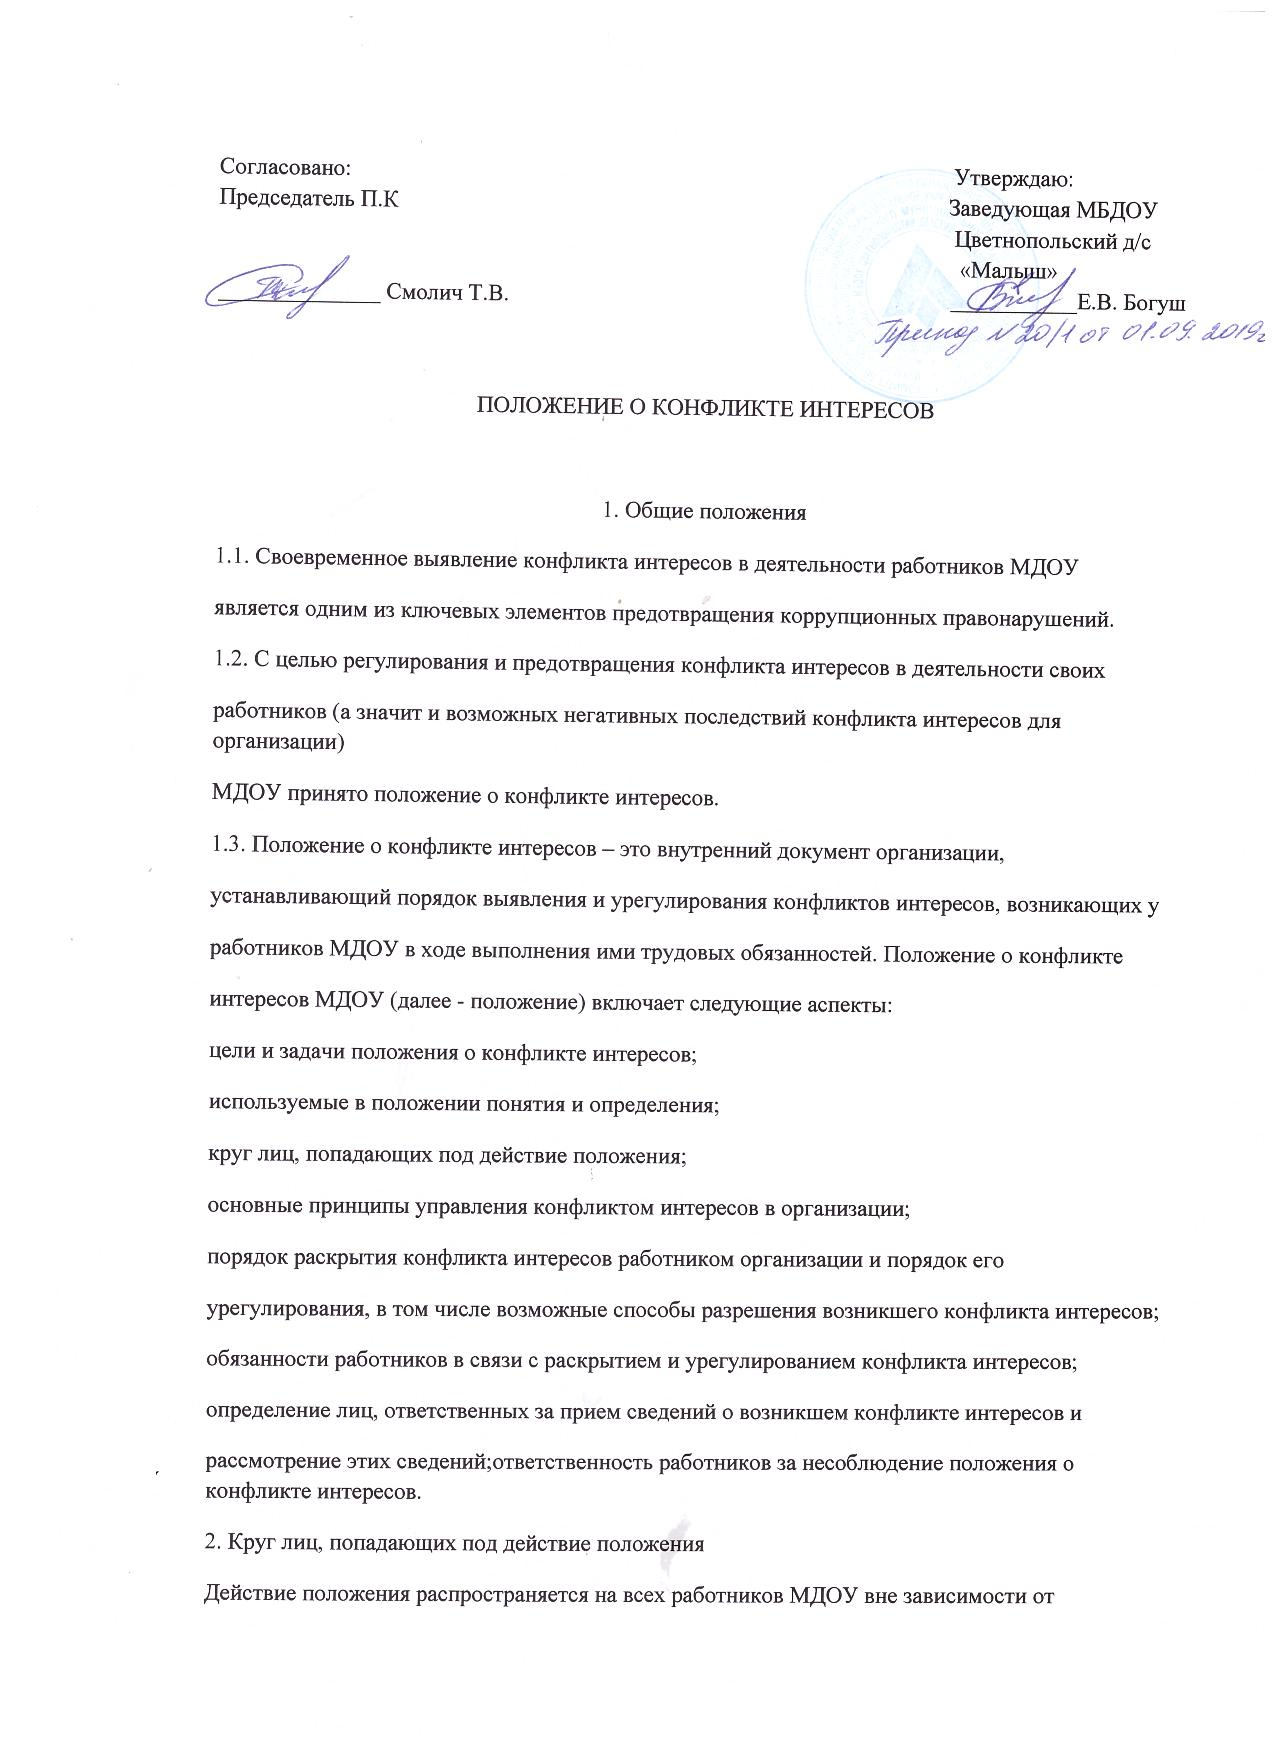 Согласовано:
Председатель П.К
Смолич Т.В.
Утверждаю:
Заведующая МБДОУ
Цветнопольский д/с
«Малыш»
Е.В. Богуш
Приказ №20/1 от 01.09.2019г
ПОЛОЖЕНИЕ О КОНФЛИКТЕ ИНТЕРЕСОВ
1. Общие положения
1.1. Своевременное выявление конфликта интересов в деятельности работников МДОУ
является одним из ключевых элементов предотвращения коррупционных правонарушений.
1.2. С целью регулирования и предотвращения конфликта интересов в деятельности своих
работников (а значит и возможных негативных последствий конфликта интересов для
организации)
МДОУ принято положение о конфликте интересов.
1.3. Положение о конфликте интересов – это внутренний документ организации,
устанавливающий порядок выявления и урегулирования конфликтов интересов, возникающих у
работников МДОУ в ходе выполнения ими трудовых обязанностей. Положение о конфликте
интересов МДОУ (далее - положение) включает следующие аспекты:
цели и задачи положения о конфликте интересов;
используемые в положении понятия и определения;
круг лиц, попадающих под действие положения;
основные принципы управления конфликтом интересов в организации;
порядок раскрытия конфликта интересов работником организации и порядок его
урегулирования, в том числе возможные способы разрешения возникшего конфликта интересов;
обязанности работников в связи с раскрытием и урегулированием конфликта интересов;
определение лиц, ответственных за прием сведений о возникшем конфликте интересов и
рассмотрение этих сведений;ответственность работников за несоблюдение положения о
конфликте интересов.
2. Круг лиц, попадающих под действие положения
Действие положения распространяется на всех работников МДОУ вне зависимости от